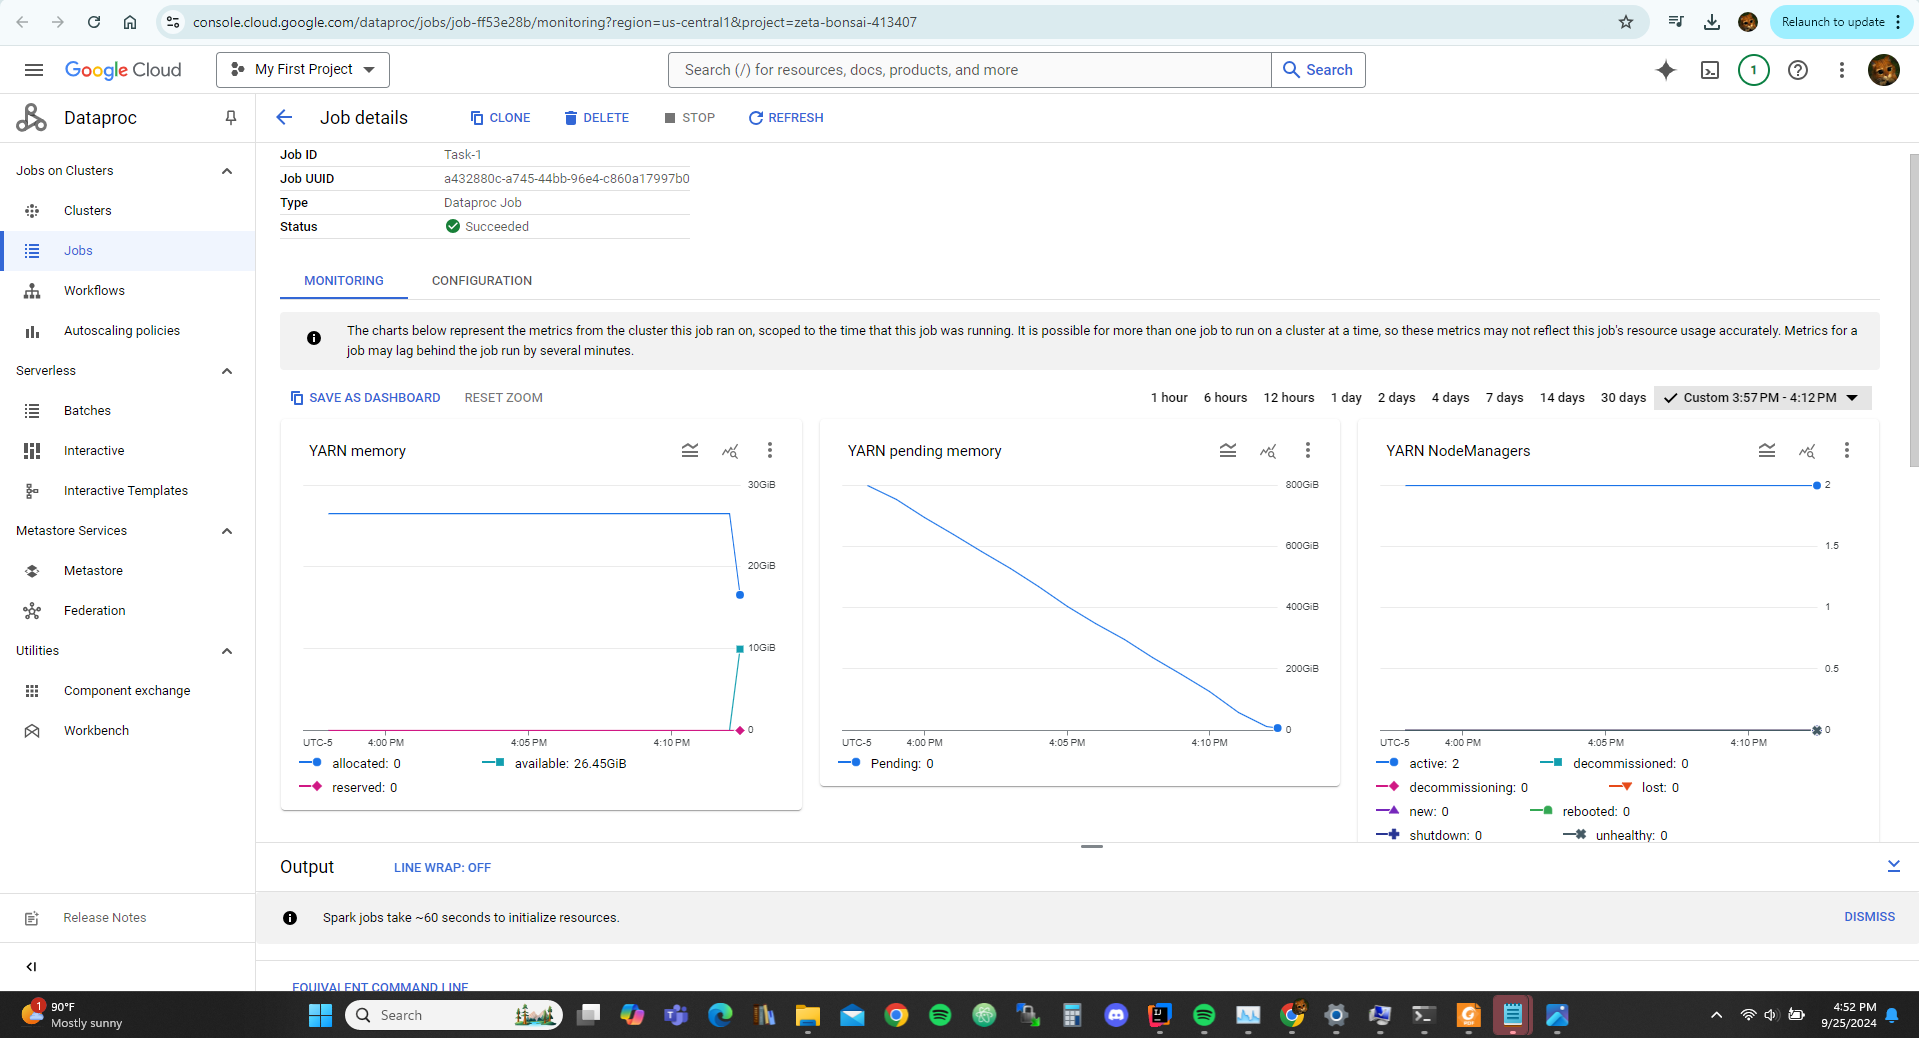 console.cloud.google.com/dataproc/jobs/job-ff53e28b/monitoring?region=us-central1&project=zeta-bonsai-413407
Relaunch to update
Google Cloud
My First Project
Search (/) for resources, docs, products, and more
Search
1
Dataproc
Job details
CLONE
DELETE
STOP
REFRESH
Jobs on Clusters
Clusters
Jobs
Workflows
Autoscaling policies
Serverless
Batches
Interactive
Interactive Templates
Metastore Services
Metastore
Federation
Utilities
Component exchange
Workbench
Release Notes
Job ID Task-1
Job UUID a432880c-a745-44bb-96e4-c860a17997b0
Type Dataproc Job
Status Succeeded
MONITORING
CONFIGURATION
The charts below represent the metrics from the cluster this job ran on, scoped to the time that this job was running. It is possible for more than one job to run on a cluster at a time, so these metrics may not reflect this job's resource usage accurately. Metrics for a
job may lag behind the job run by several minutes.
SAVE AS DASHBOARD
RESET ZOOM
1 hour 6 hours 12 hours 1 day 2 days 4 days 7 days 14 days 30 days Custom 3:57 PM - 4:12 PM
YARN memory
30GiB
20GiB
10GiB
0
UTC-5 4:00 PM 4:05 PM 4:10 PM
allocated: 0
available: 26.45GiB
reserved: 0
YARN pending memory
800GiB
600GiB
400GiB
200GiB
0
UTC-5 4:00 PM 4:05 PM 4:10 PM
Pending: 0
YARN NodeManagers
2
1.5
1
0.5
0
UTC-5 4:00 PM 4:05 PM 4:10 PM
active: 2
decommissioned: 0
decommissioning: 0
lost: 0
new: 0
rebooted: 0
shutdown: 0
unhealthy: 0
Output
LINE WRAP: OFF
Spark jobs take ~60 seconds to initialize resources.
DISMISS
EQUIVALENT COMMAND LINE
1
90°F
Mostly sunny
Search
4:52 PM
9/25/2024